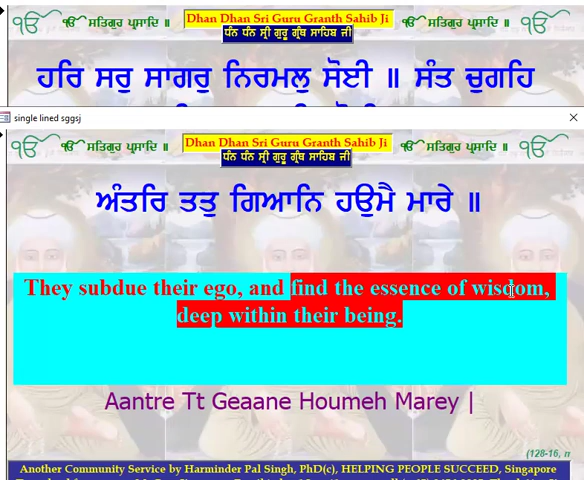 ੴ ਸਤਿਗੁਰ ਪ੍ਰਸਾਦਿ ॥ Dhan Dhan Sri Guru Granth Sahib Ji ੴ ਸਤਿਗੁਰ ਪ੍ਰਸਾਦਿ ॥ ੴ
ਧੰਨ ਧੰਨ ਸ੍ਰੀ ਗੁਰੂ ਗ੍ਰੰਥ ਸਾਹਿਬ ਜੀ
ਹਰਿ ਸਰੁ ਸਾਗਰੁ ਨਿਰਮਲੁ ਸੋਈ ॥ ਸੰਤ ਚੁਗਹਿ
single lined sggsj
ੴ ੴ ਸਤਿਗੁਰ ਪ੍ਰਸਾਦਿ ॥ Dhan Dhan Sri Guru Granth Sahib Ji ੴ ਸਤਿਗੁਰ ਪ੍ਰਸਾਦਿ ॥ ੴ
ਧੰਨ ਧੰਨ ਸ੍ਰੀ ਗੁਰੂ ਗ੍ਰੰਥ ਸਾਹਿਬ ਜੀ
ਅੰਤਰਿ ਤਤੁ ਗਿਆਨਿ ਹਉਮੈ ਮਾਰੇ ॥
They subdue their ego, and find the essence of wisdom,
deep within their being.
Aantre Tt Geaane Houmeh Marey |
(128-16,
Another Community Service by Harminder Pal Singh, PhD(c), HELPING PEOPLE SUCCEED, Singapore